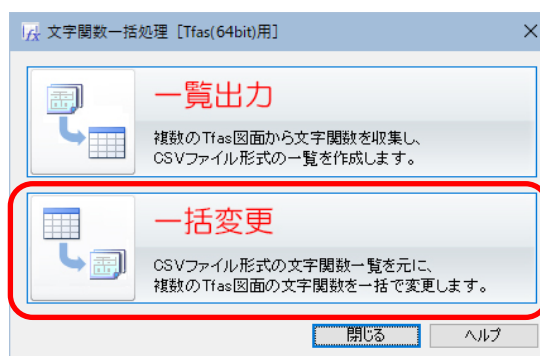 文字関数一括処理 [Tfas(64bit)用]
一覧出力
複数のTfas図面から文字関数を収集し、
CSVファイル形式の一覧を作成します。
一括変更
CSVファイル形式の文字関数一覧を元に、
複数のTfas図面の文字関数を一括で変更します。
閉じる
ヘルプ